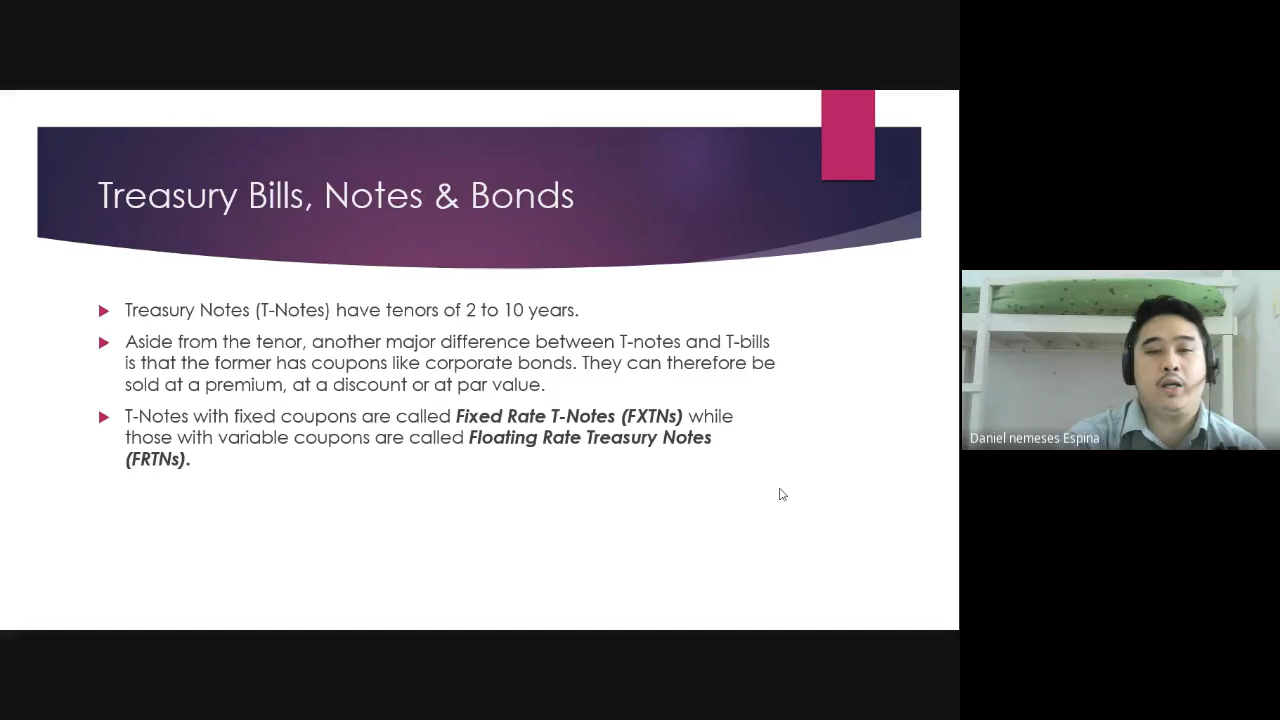 Treasury Bills, Notes & Bonds
Treasury Notes (T-Notes) have tenors of 2 to 10 years.
Aside from the tenor, another major difference between T-notes and T-bills
is that the former has coupons like corporate bonds. They can therefore be
sold at a premium, at a discount or at par value.
T-Notes with fixed coupons are called Fixed Rate T-Notes (FXTNs) while
those with variable coupons are called Floating Rate Treasury Notes
(FRTNs).
Daniel nemeses Espina